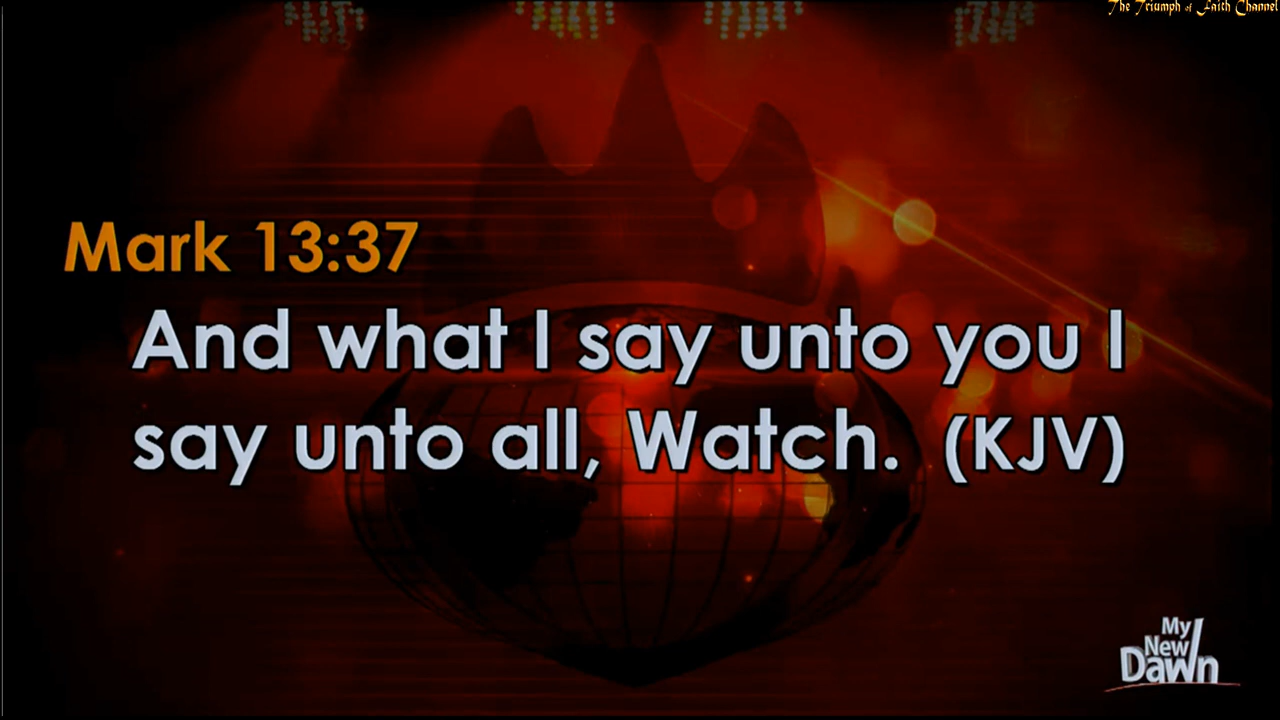 The Triumph of Faith Channel
Mark 13:37
And what I say unto you I
say unto all, Watch. (KJV)
My
New
Dawn